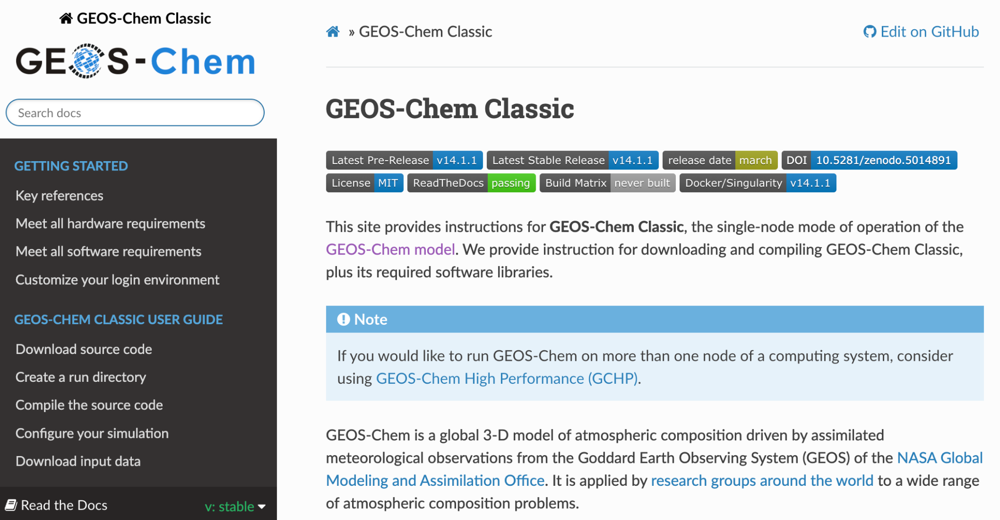 GEOS-Chem Classic
GEOS-Chem
Search docs
GETTING STARTED
Key references
Meet all hardware requirements
Meet all software requirements
Customize your login environment
GEOS-CHEM CLASSIC USER GUIDE
Download source code
Create a run directory
Compile the source code
Configure your simulation
Download input data
Read the Docs
v: stable
» GEOS-Chem Classic
Edit on GitHub
GEOS-Chem Classic
Latest Pre-Release v14.1.1 Latest Stable Release v14.1.1 release date march DOI 10.5281/zenodo.5014891
License MIT ReadTheDocs passing Build Matrix never built Docker/Singularity v14.1.1
This site provides instructions for GEOS-Chem Classic, the single-node mode of operation of the
GEOS-Chem model. We provide instruction for downloading and compiling GEOS-Chem Classic,
plus its required software libraries.
Note
If you would like to run GEOS-Chem on more than one node of a computing system, consider
using GEOS-Chem High Performance (GCHP).
GEOS-Chem is a global 3-D model of atmospheric composition driven by assimilated
meteorological observations from the Goddard Earth Observing System (GEOS) of the NASA Global
Modeling and Assimilation Office. It is applied by research groups around the world to a wide range
of atmospheric composition problems.